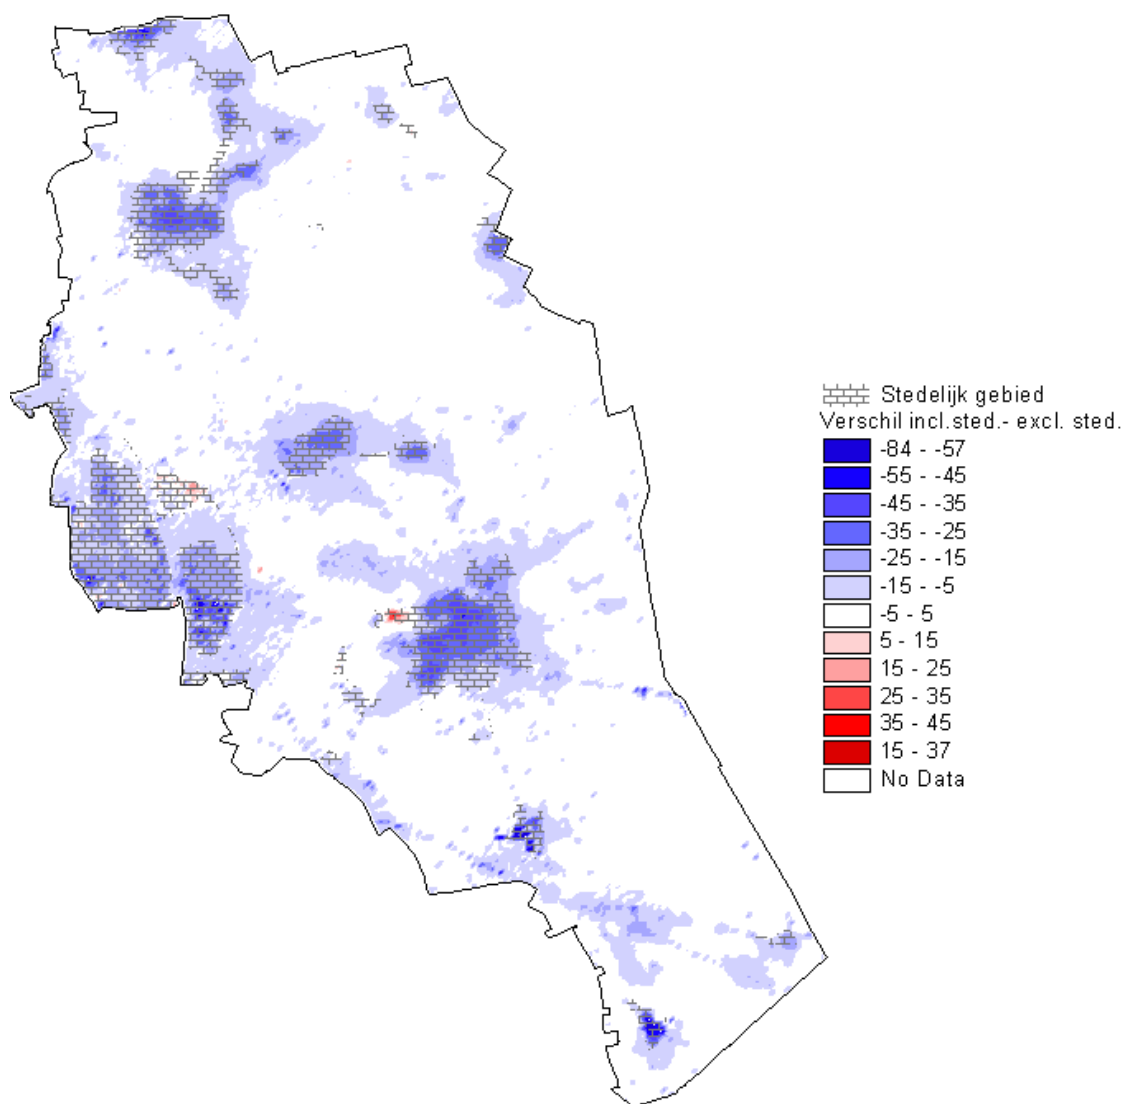 Stedelijk gebied
Verschil incl.sted.- excl. sted.
-84 - -57
-55 - -45
-45 - -35
-35 - -25
-25 - -15
-15 - -5
-5 - 5
5 - 15
15 - 25
25 - 35
35 - 45
15 - 37
No Data